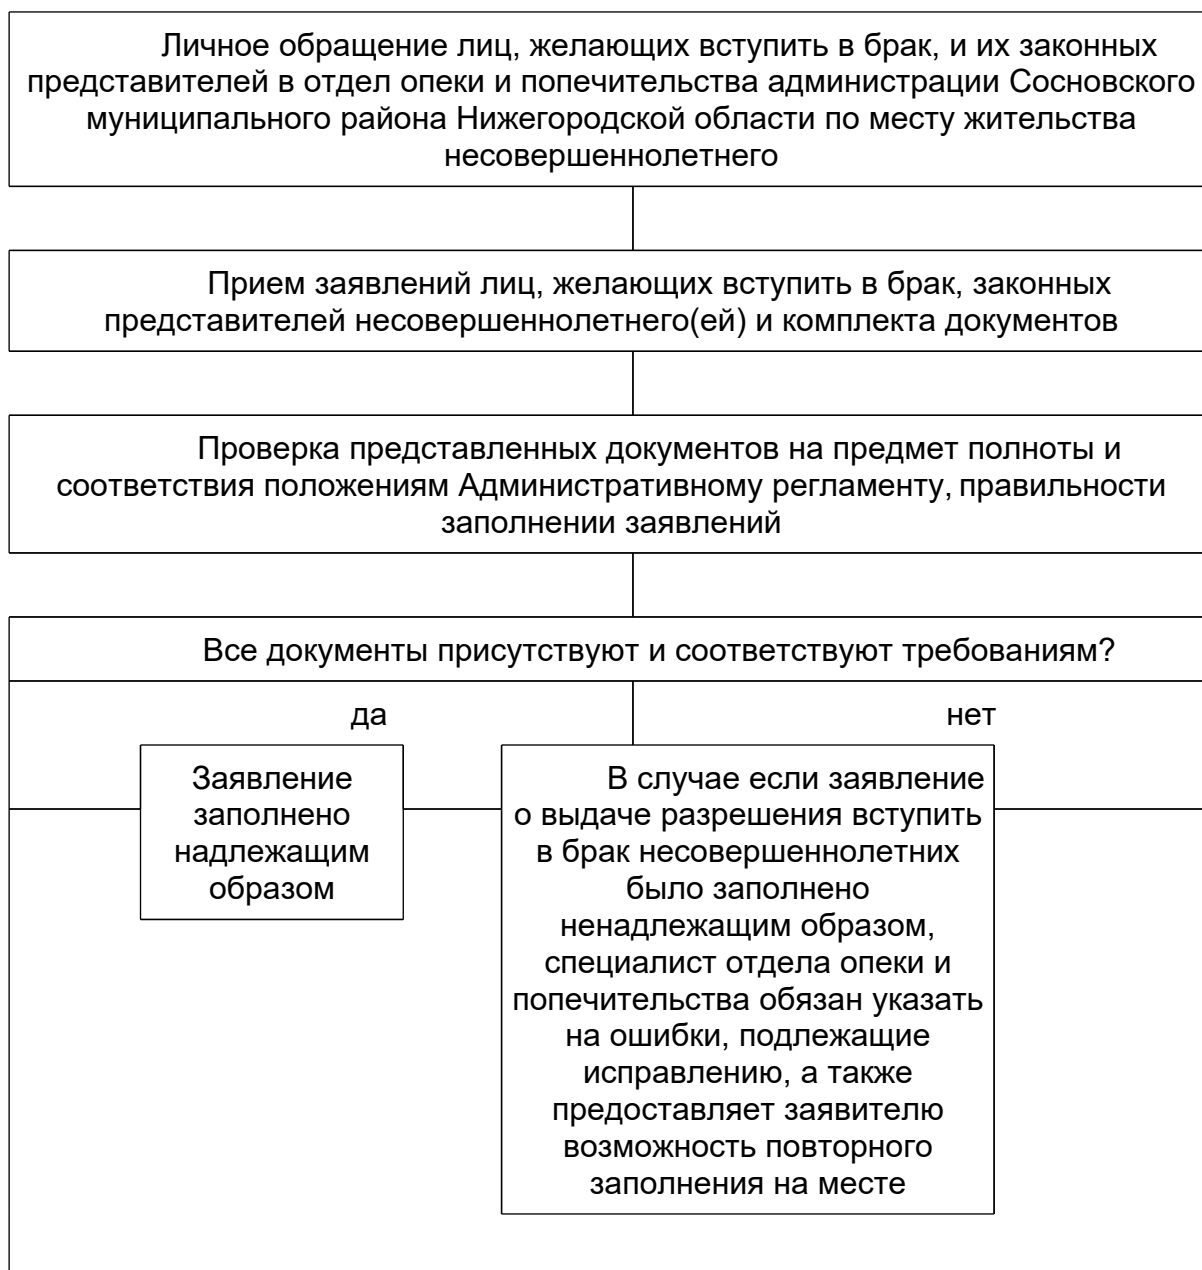 Личное обращение лиц, желающих вступить в брак, и их законных
представителей в отдел опеки и попечительства администрации Сосновского
муниципального района Нижегородской области по месту жительства
несовершеннолетнего
Прием заявлений лиц, желающих вступить в брак, законных
представителей несовершеннолетнего(ей) и комплекта документов
Проверка представленных документов на предмет полноты и
соответствия положениям Административному регламенту, правильности
заполнении заявлений
Все документы присутствуют и соответствуют требованиям?
да
нет
Заявление
заполнено
надлежащим
образом
В случае если заявление
о выдаче разрешения вступить
в брак несовершеннолетних
было заполнено
ненадлежащим образом,
специалист отдела опеки и
попечительства обязан указать
на ошибки, подлежащие
исправлению, а также
предоставляет заявителю
возможность повторного
заполнения на месте